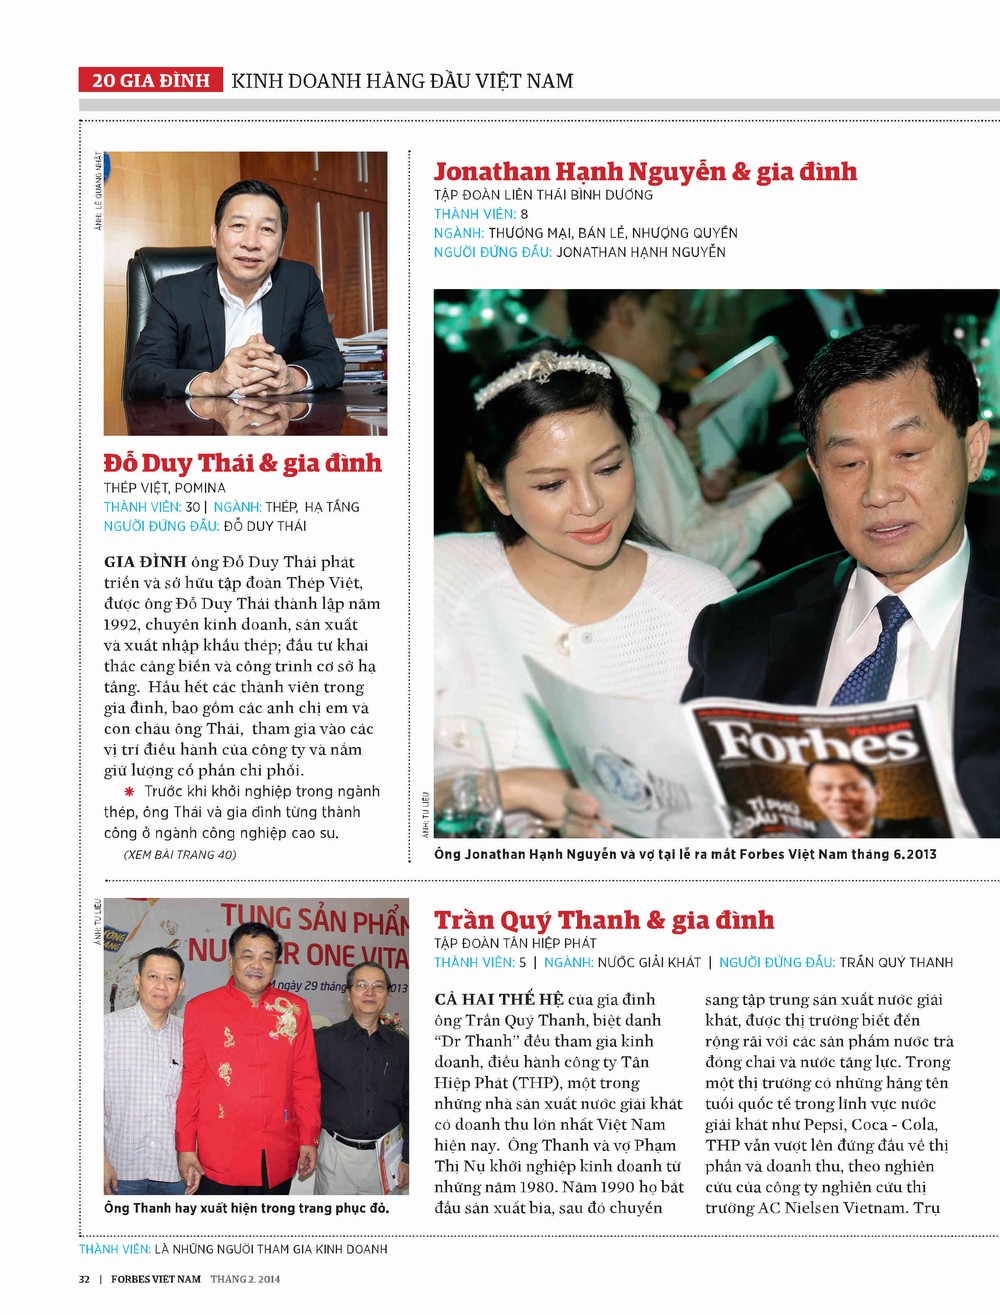 20 GIA ĐÌNH KINH DOANH HÀNG ĐẦU VIỆT NAM
ẢNH: LÊ QUANG NHẬT
Đỗ Duy Thái & gia đình
THÉP VIỆT, POMINA
THÀNH VIÊN: 30 | NGÀNH: THÉP, HẠ TẦNG
NGƯỜI ĐỨNG ĐẦU: ĐỖ DUY THÁI
GIA ĐÌNH ông Đỗ Duy Thái phát
triển và sở hữu tập đoàn Thép Việt,
được ông Đỗ Duy Thái thành lập năm
1992, chuyên kinh doanh, sản xuất
và xuất nhập khẩu thép; đầu tư khai
thác cảng biển và công trình cơ sở hạ
tầng. Hầu hết các thành viên trong
gia đình, bao gồm các anh chị em và
con cháu ông Thái, tham gia vào các
vị trí điều hành của công ty và nắm
giữ lượng cổ phần chi phối.
* Trước khi khởi nghiệp trong ngành
thép, ông Thái và gia đình từng thành
công ở ngành công nghiệp cao su.
(XEM BÀI TRANG 40)
Jonathan Hạnh Nguyễn & gia đình
TẬP ĐOÀN LIÊN THÁI BÌNH DƯƠNG
THÀNH VIÊN: 8
NGÀNH: THƯƠNG MẠI, BÁN LẺ, NHƯỢNG QUYỀN
NGƯỜI ĐỨNG ĐẦU: JONATHAN HẠNH NGUYỄN
Vietnam
Forbes
TỈ PHÚ
ĐẦU TIÊN
ẢNH: TƯ LIỆU
Ông Jonathan Hạnh Nguyễn và vợ tại lễ ra mắt Forbes Việt Nam tháng 6.2013
ẢNH: TƯ LIỆU
TUNG SẢN PHẨM
NU ER ONE VITA
M ngày 29 thán 2013
Ông Thanh hay xuất hiện trong trang phục đỏ.
Trần Quý Thanh & gia đình
TẬP ĐOÀN TÂN HIỆP PHÁT
THÀNH VIÊN: 5 | NGÀNH: NƯỚC GIẢI KHÁT | NGƯỜI ĐỨNG ĐẦU: TRẦN QUÝ THANH
CẢ HAI THẾ HỆ của gia đình
ông Trần Quý Thanh, biệt danh
“Dr Thanh” đều tham gia kinh
doanh, điều hành công ty Tân
Hiệp Phát (THP), một trong
những nhà sản xuất nước giải khát
có doanh thu lớn nhất Việt Nam
hiện nay. Ông Thanh và vợ Phạm
Thị Nụ khởi nghiệp kinh doanh từ
những năm 1980. Năm 1990 họ bắt
đầu sản xuất bia, sau đó chuyển
sang tập trung sản xuất nước giải
khát, được thị trường biết đến
rộng rãi với các sản phẩm nước trà
đóng chai và nước tăng lực. Trong
một thị trường có những hãng tên
tuổi quốc tế trong lĩnh vực nước
giải khát như Pepsi, Coca - Cola,
THP vẫn vượt lên đứng đầu về thị
phần và doanh thu, theo nghiên
cứu của công ty nghiên cứu thị
trường AC Nielsen Vietnam. Trụ
THÀNH VIÊN: LÀ NHỮNG NGƯỜI THAM GIA KINH DOANH
32 | FORBES VIỆT NAM THÁNG 2. 2014